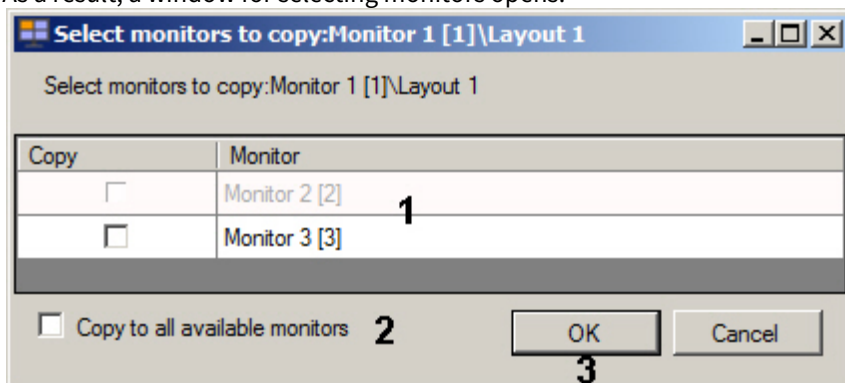 As a result, a window for selecting monitors opens.
Select monitors to copy:Monitor 1 [1]\Layout 1
Select monitors to copy:Monitor 1 [1]\Layout 1
Copy Monitor
Monitor 2 [2]
1
Monitor 3 [3]
Copy to all available monitors 2 OK Cancel
3